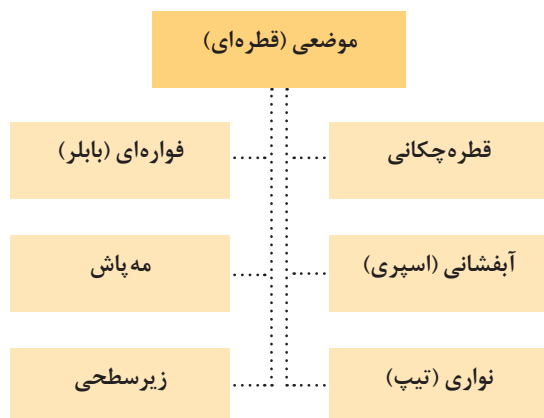 موضعی (قطره‌ای)
قطره‌چکانی
فواره‌ای (بابلر)
آبفشانی (اسپری)
مه‌پاش
نواری (تیپ)
زیرسطحی